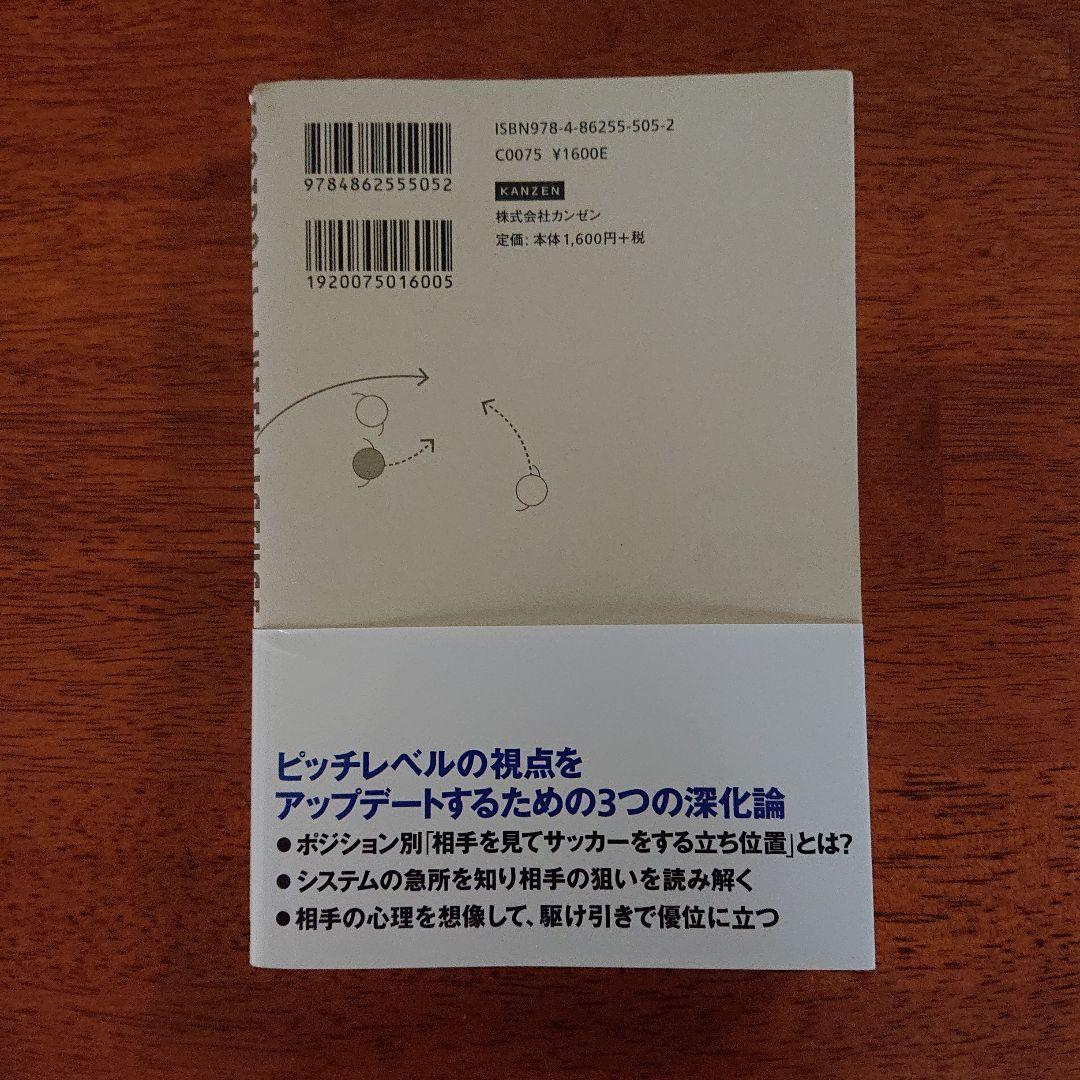 9784862555052
1920075016005
ISBN978-4-86255-505-2
C0075 ¥1600E
KANZEN
株式会社カンゼン
定価:本体1,600円+税
ピッチレベルの視点を
アップデートするための3つの深化論
●ポジション別「相手を見てサッカーをする立ち位置」とは?
●システムの急所を知り相手の狙いを読み解く
●相手の心理を想像して、駆け引きで優位に立つ